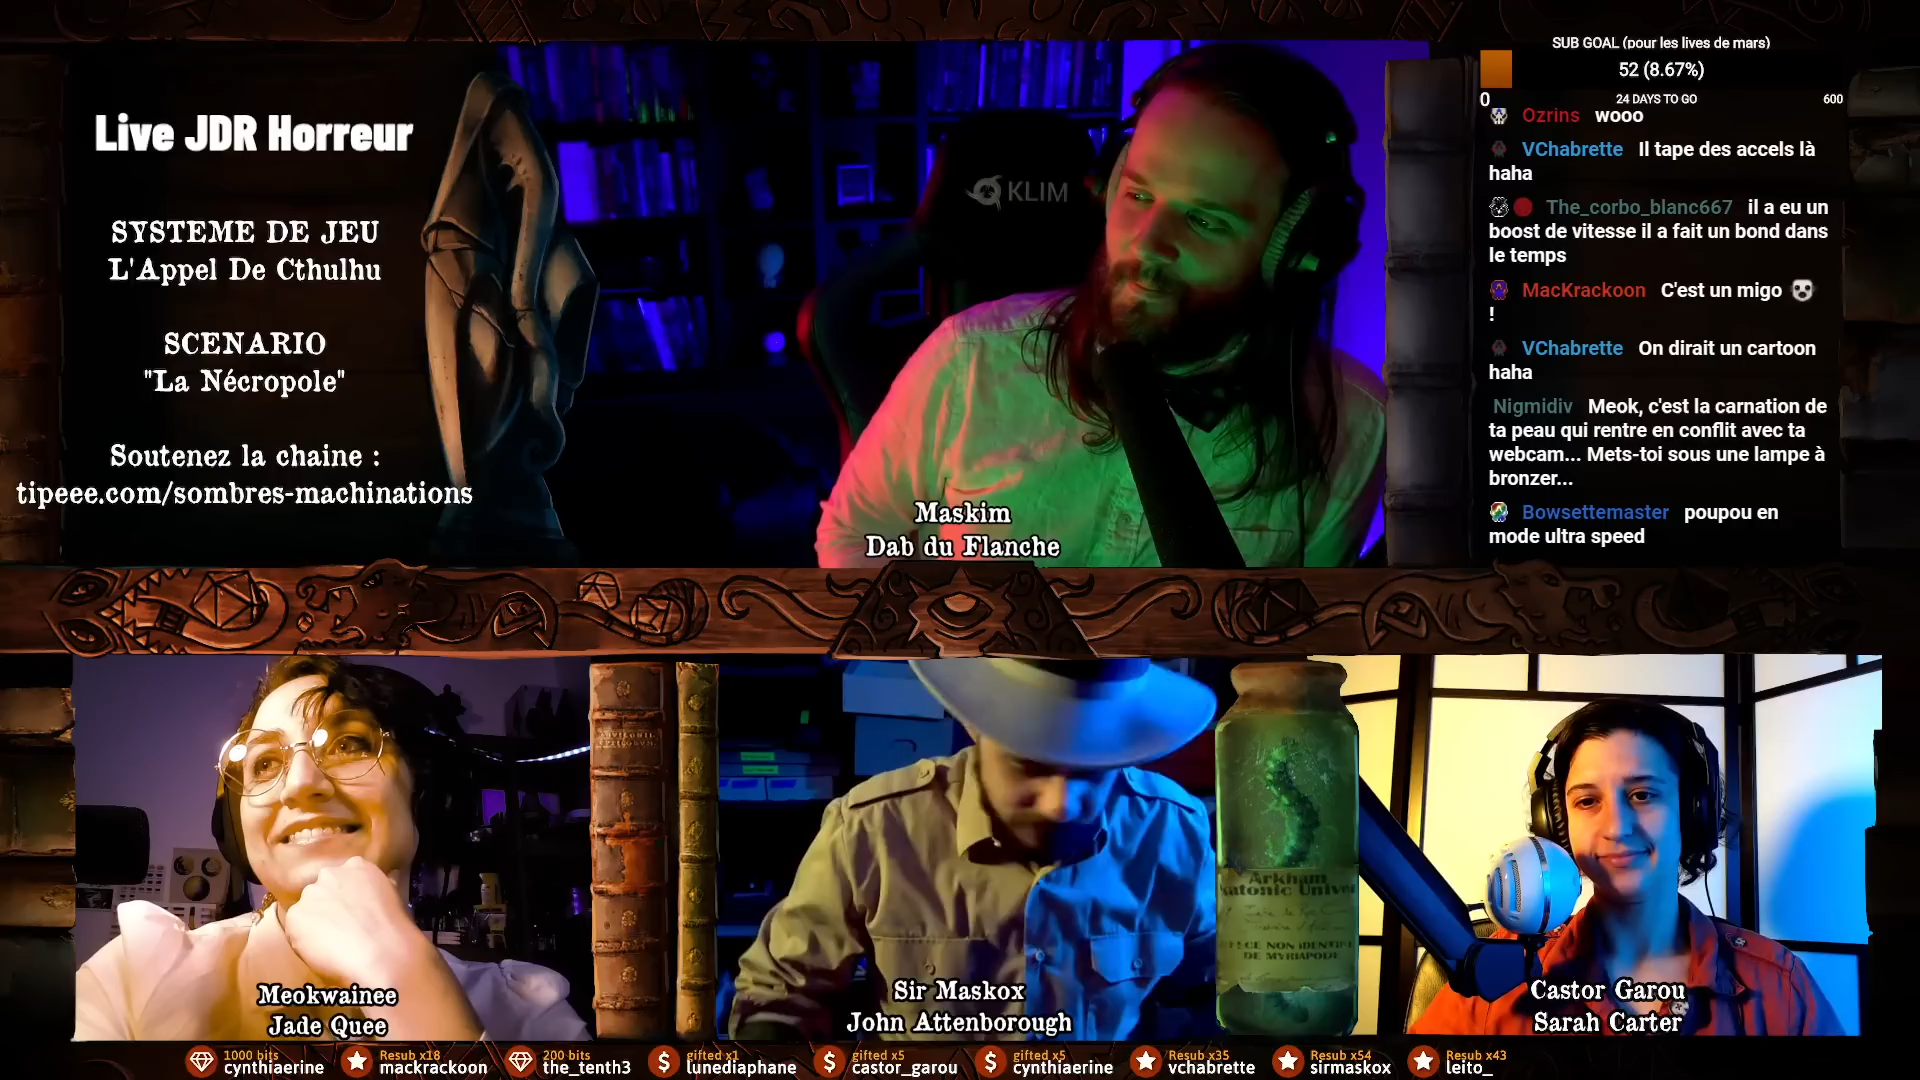 Live JDR Horreur
SYSTEME DE JEU
L'Appel De Cthulhu
SCENARIO
"La Nécropole"
Soutenez la chaine :
tipeee.com/sombres-machinations
KLIM
Maskim
Dab du Flanche
SUB GOAL (pour les lives de mars)
52 (8.67%)
0
24 DAYS TO GO
600
Ozrins wooo
VChabrette Il tape des accels là
haha
The_corbo_blanc667 il a eu un
boost de vitesse il a fait un bond dans
le temps
MacKrackoon C'est un migo
!
VChabrette On dirait un cartoon
haha
Nigmidiv Meok, c'est la carnation de
ta peau qui rentre en conflit avec ta
webcam... Mets-toi sous une lampe à
bronzer...
Bowsettemaster poupou en
mode ultra speed
Meokwainee
Jade Quee
Sir Maskox
John Attenborough
Arkham
katonic Univer
NON IDENTIF
DE MYRIAPODE
Castor Garou
Sarah Carter
1000 bits
cynthiaerine
Resub x18
mackrackoon
200 bits
the_tenth3
gifted x1
lunediaphane
gifted x5
castor_garou
gifted x5
cynthiaerine
Resub x35
vchabrette
Resub x54
sirmaskox
Resub x43
leito_